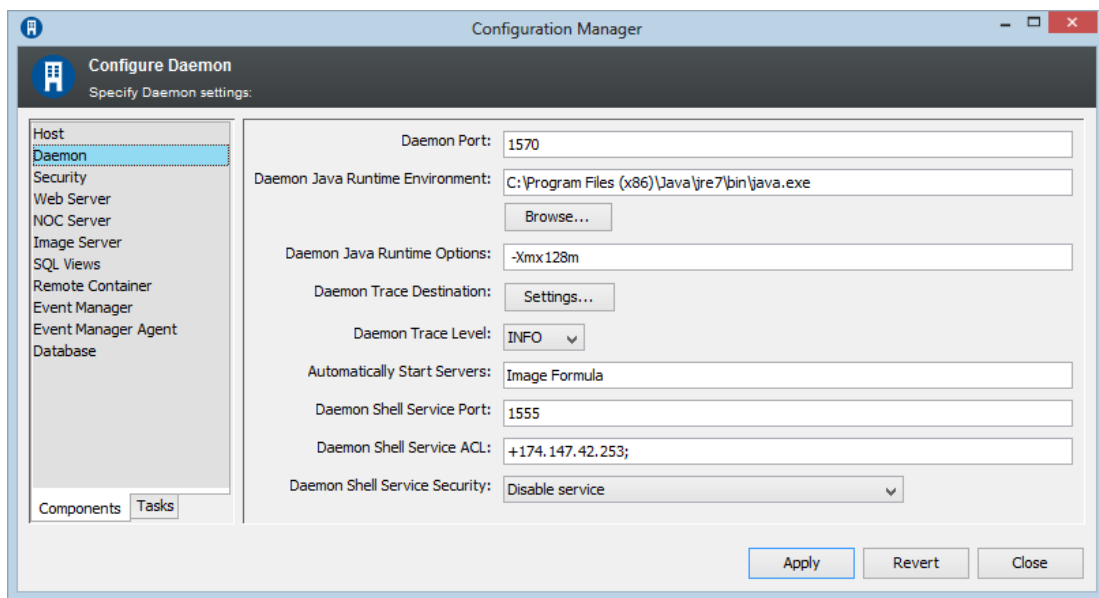 Configuration Manager
Configure Daemon
Specify Daemon settings:
Host
Daemon
Security
Web Server
NOC Server
Image Server
SQL Views
Remote Container
Event Manager
Event Manager Agent
Database
Components Tasks
Daemon Port: 1570
Daemon Java Runtime Environment: C:\Program Files (x86)\Java\jre7\bin\java.exe
Browse...
Daemon Java Runtime Options: -Xmx128m
Daemon Trace Destination: Settings...
Daemon Trace Level: INFO
Automatically Start Servers: Image Formula
Daemon Shell Service Port: 1555
Daemon Shell Service ACL: +174.147.42.253;
Daemon Shell Service Security: Disable service
Apply Revert Close